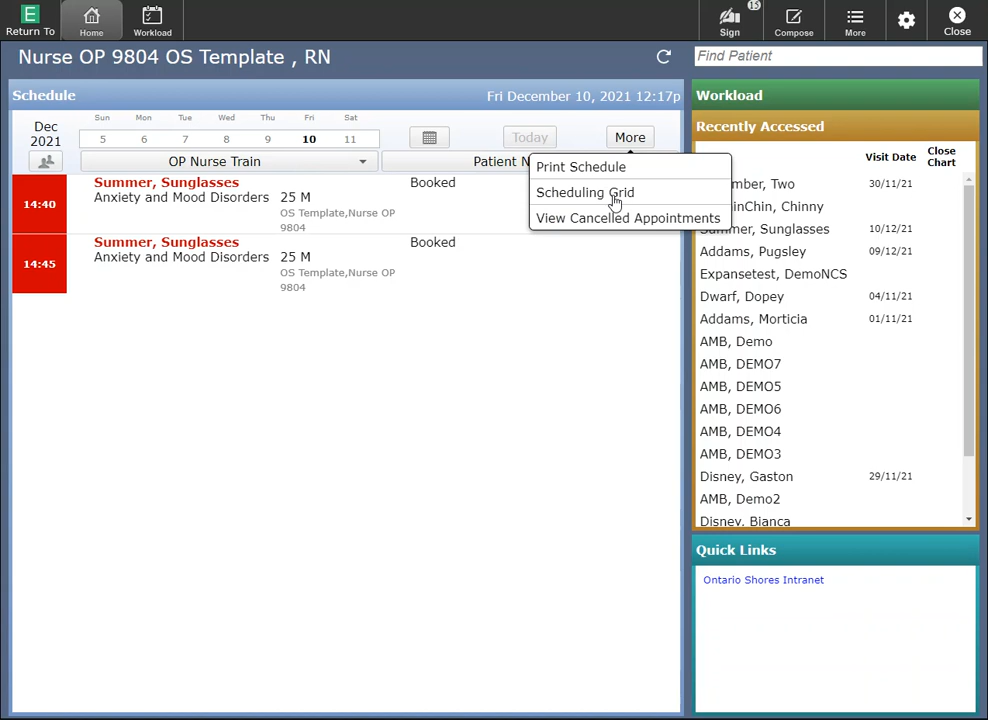 E
Return To
Home
Workload
15
Sign
Compose
More
Close
Nurse OP 9804 OS Template , RN
Find Patient
Schedule
Fri December 10, 2021 12:17p
Dec
2021
Sun Mon Tue Wed Thu Fri Sat
5 6 7 8 9 10 11
Today
More
OP Nurse Train
Patient N
Print Schedule
Scheduling Grid
View Cancelled Appointments
14:40
Summer, Sunglasses
Anxiety and Mood Disorders
25 M
OS Template,Nurse OP
9804
Booked
14:45
Summer, Sunglasses
Anxiety and Mood Disorders
25 M
OS Template,Nurse OP
9804
Booked
Workload
Recently Accessed
Visit Date
Close
Chart
mber, Two 30/11/21
inChin, Chinny
Summer, Sunglasses 10/12/21
Addams, Pugsley 09/12/21
Expansetest, DemoNCS
Dwarf, Dopey 04/11/21
Addams, Morticia 01/11/21
AMB, Demo
AMB, DEMO7
AMB, DEMO5
AMB, DEMO6
AMB, DEMO4
AMB, DEMO3
Disney, Gaston 29/11/21
AMB, Demo2
Disney, Bianca
Quick Links
Ontario Shores Intranet